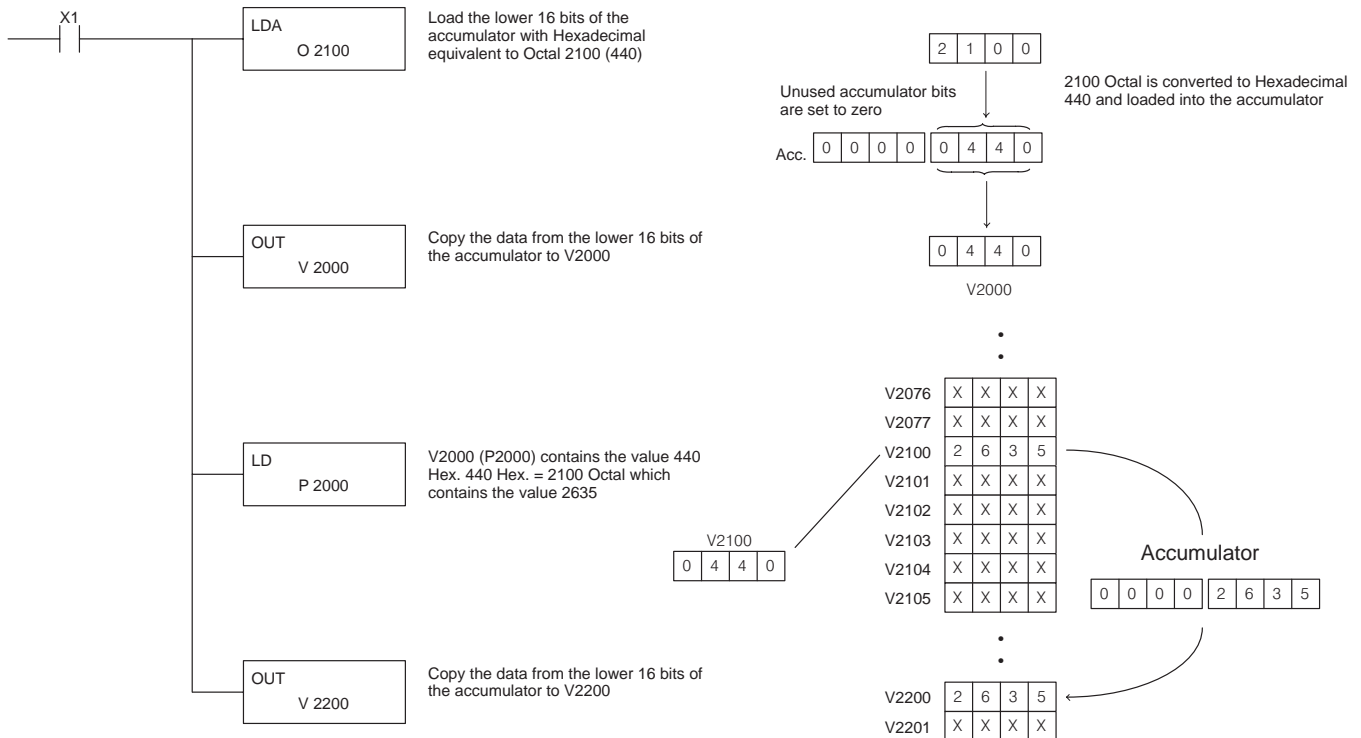 X1
LDA
O 2100
Load the lower 16 bits of the
accumulator with Hexadecimal
equivalent to Octal 2100 (440)
OUT
V 2000
Copy the data from the lower 16 bits of
the accumulator to V2000
LD
P 2000
V2000 (P2000) contains the value 440
Hex. 440 Hex. = 2100 Octal which
contains the value 2635
OUT
V 2200
Copy the data from the lower 16 bits of
the accumulator to V2200
2 1 0 0
Unused accumulator bits
are set to zero
2100 Octal is converted to Hexadecimal
440 and loaded into the accumulator
Acc. 0 0 0 0 0 4 4 0
0 4 4 0
V2000
V2076 X X X X
V2077 X X X X
V2100 2 6 3 5
V2101 X X X X
V2102 X X X X
V2103 X X X X
V2104 X X X X
V2105 X X X X
V2100
0 4 4 0
Accumulator
0 0 0 0 2 6 3 5
V2200 2 6 3 5
V2201 X X X X